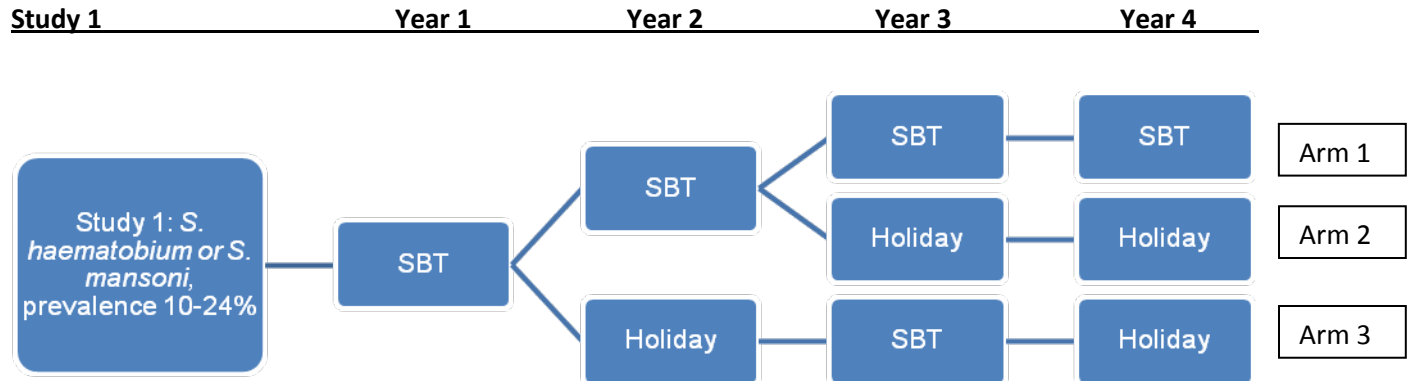 Study 1 Year 1 Year 2 Year 3 Year 4
Study 1: S.
haematobium or S.
mansoni,
prevalence 10-24%
SBT
SBT
Holiday
SBT
Holiday
SBT
SBT
Holiday
Holiday
Arm 1
Arm 2
Arm 3